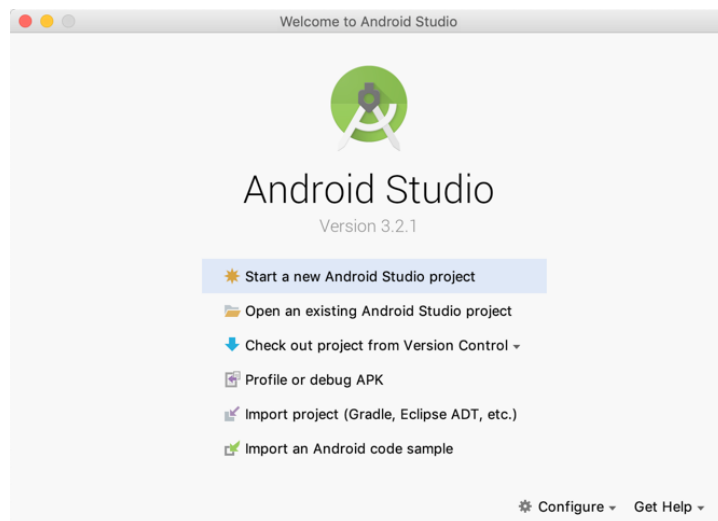 Welcome to Android Studio
Android Studio
Version 3.2.1
Start a new Android Studio project
Open an existing Android Studio project
Check out project from Version Control
Profile or debug APK
Import project (Gradle, Eclipse ADT, etc.)
Import an Android code sample
Configure Get Help